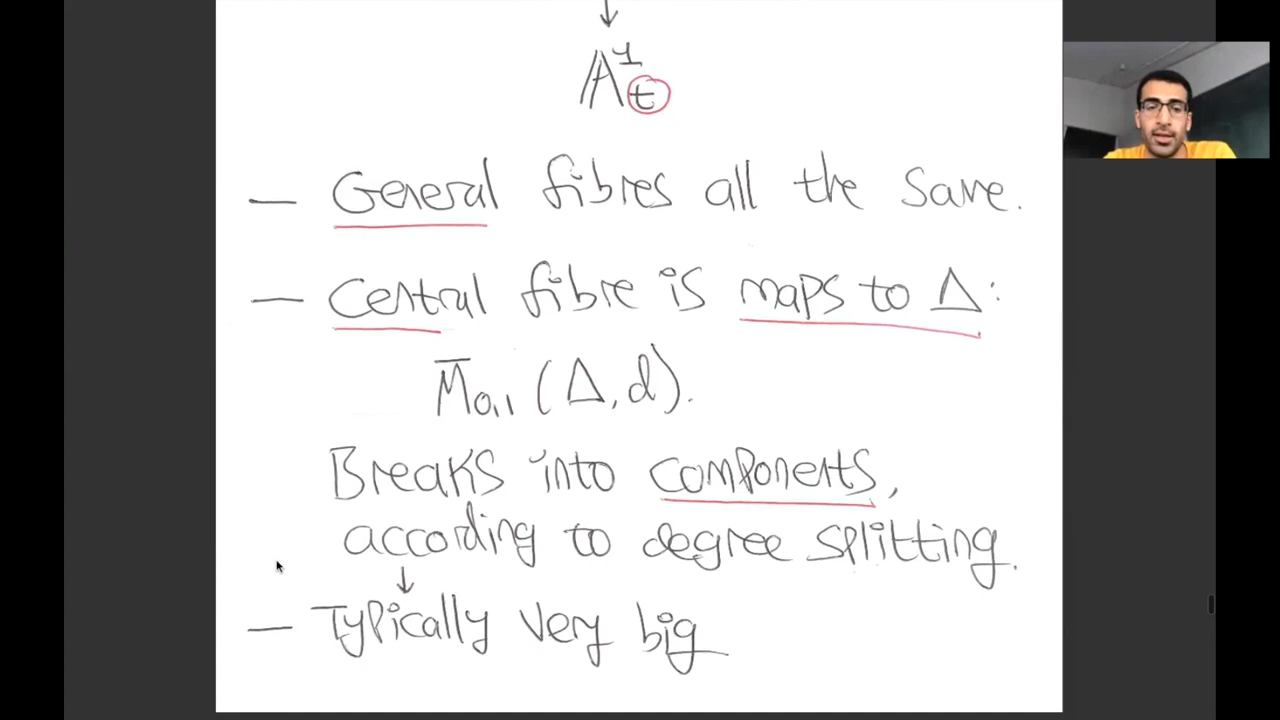 ↓
𝔸¹ₜ
— General fibres all the same.
— Central fibre is maps to Δ:
M̅₀,₁ (Δ, d).
Breaks into components,
according to degree splitting.
↓
— Typically very big